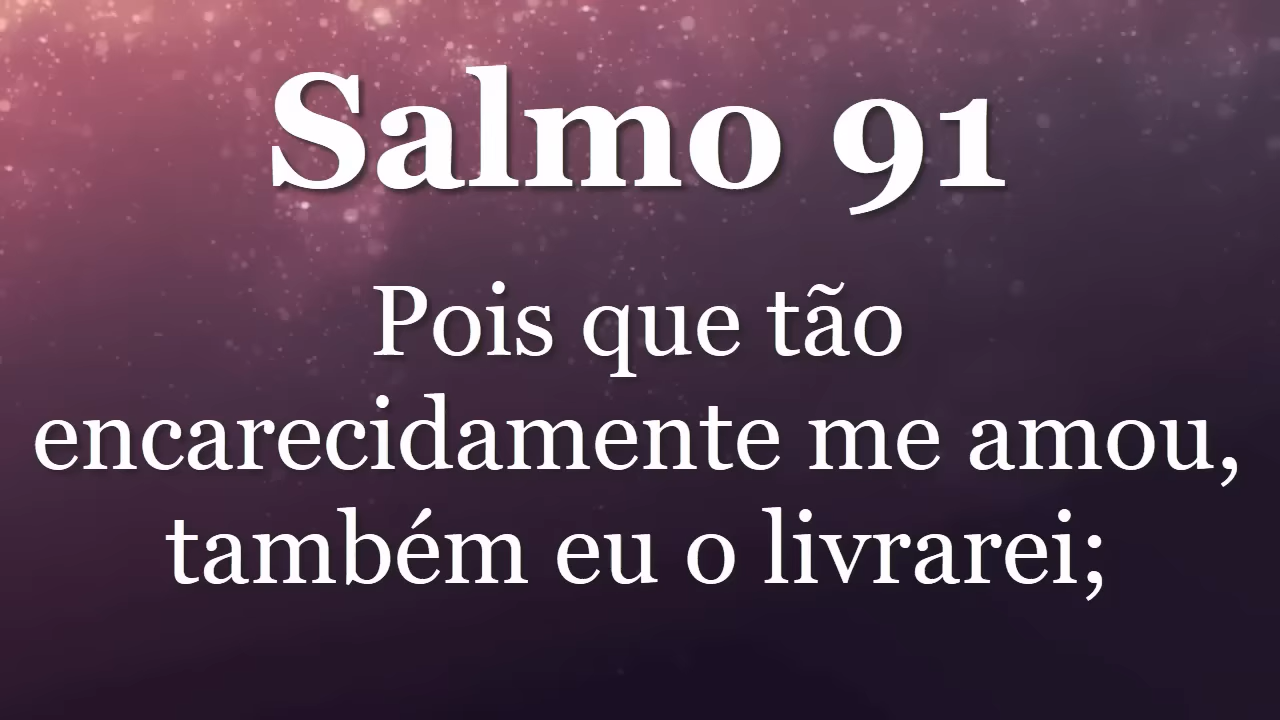 Salmo 91
Pois que tão
encarecidamente me amou,
também eu o livrarei;